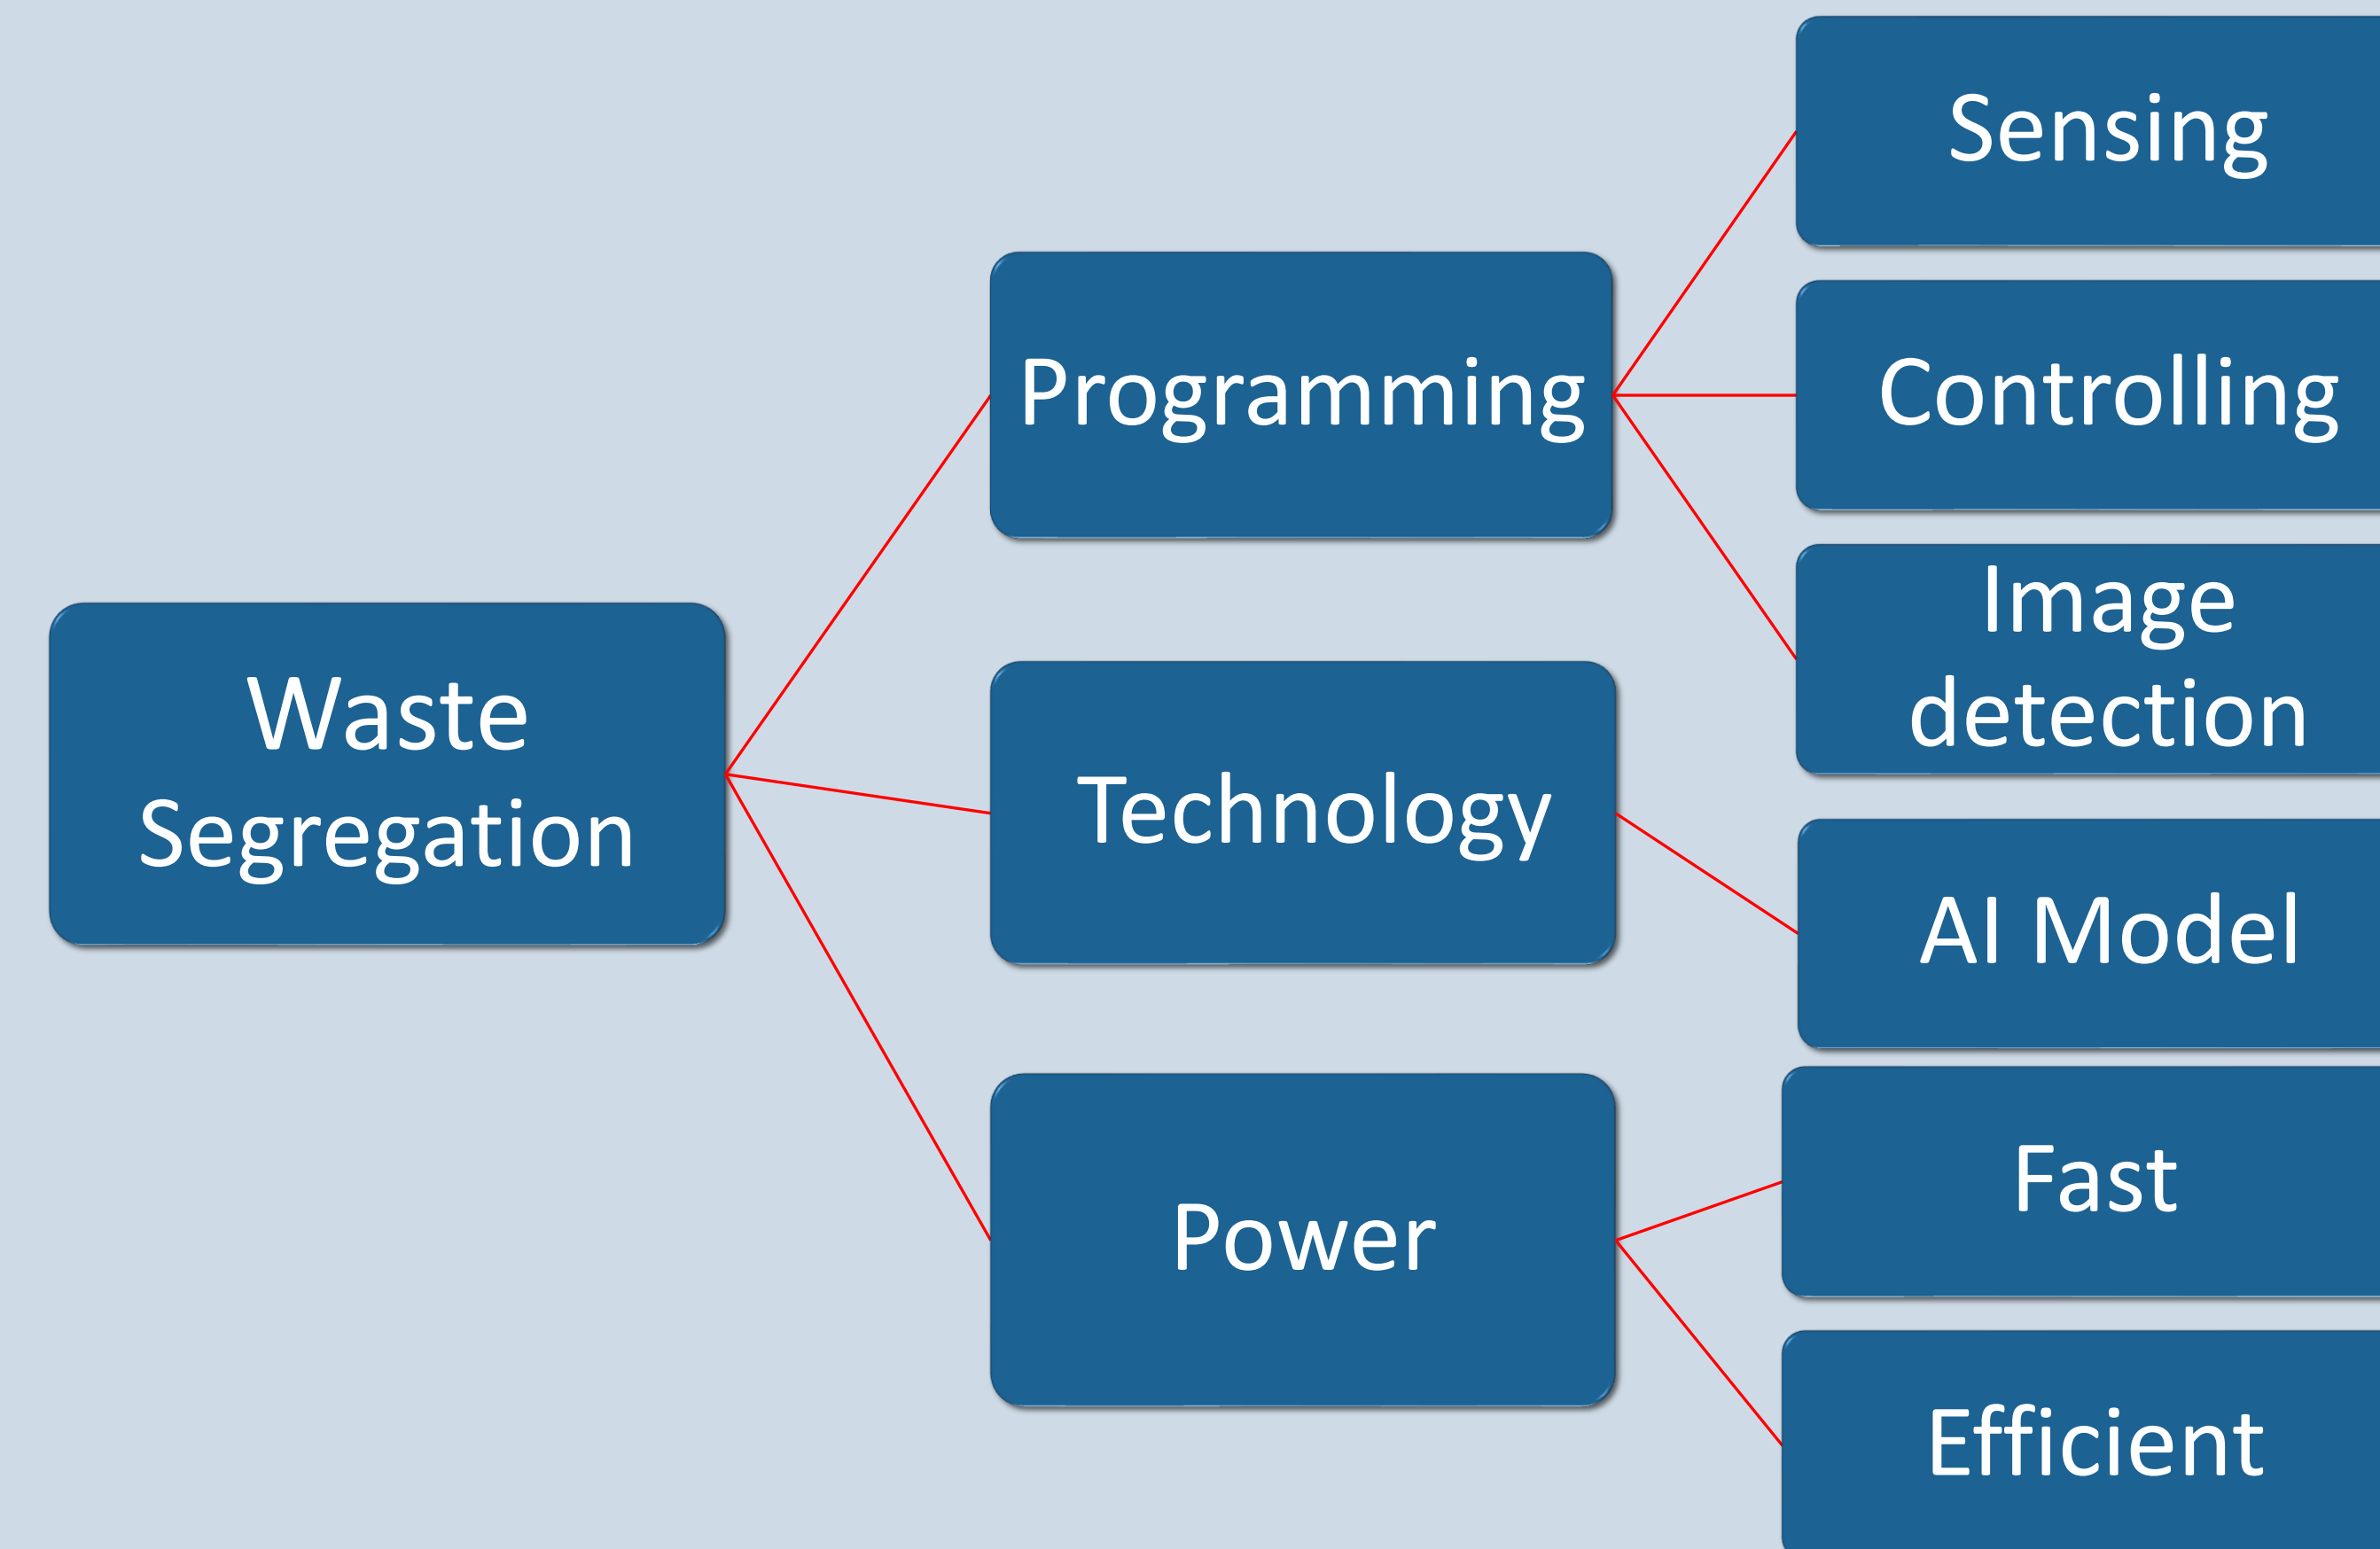 Waste
Segregation
Programming
Technology
Power
Sensing
Controlling
Image
detection
AI Model
Fast
Efficient